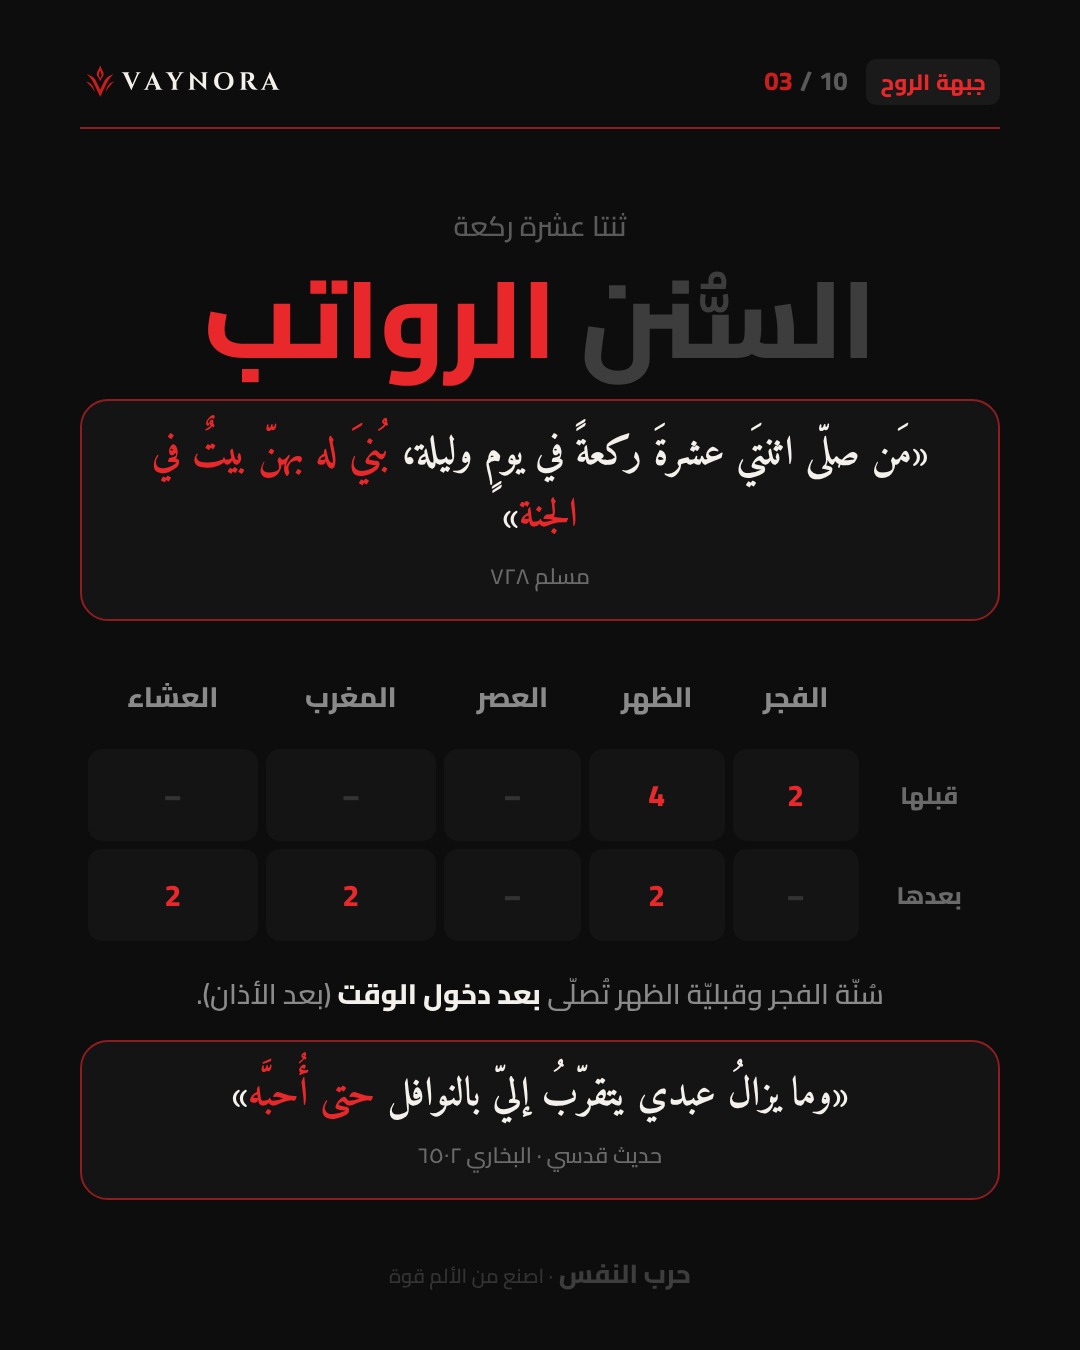 VAYNORA
جبهة الروح
03 / 10
ثنتا عشرة ركعة
السُّنن الرواتب
«مَن صلّى اثنتَي عشرةَ ركعةً في يومٍ وليلة، بُنيَ له بهنّ بيتٌ في
الجنة»
مسلم ٧٢٨
الفجر الظهر العصر المغرب العشاء
قبلها 2 4 – – –
بعدها – 2 – 2 2
سُنّة الفجر وقبليّة الظهر تُصلّى بعد دخول الوقت (بعد الأذان).
«وما يزالُ عبدي يتقرّبُ إليّ بالنوافل حتى أُحبَّه»
حديث قدسي · البخاري ٦٥٠٢
حرب النفس · اصنع من الألم قوة